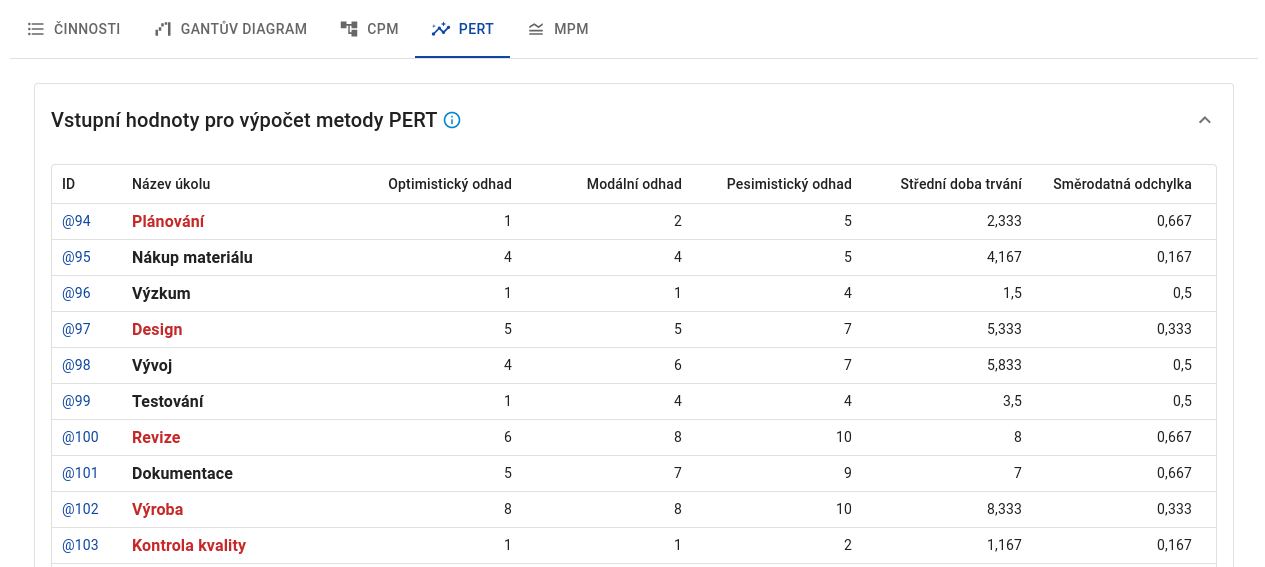 ČINNOSTI GANTŮV DIAGRAM CPM PERT MPM
Vstupní hodnoty pro výpočet metody PERT
ID Název úkolu Optimistický odhad Modální odhad Pesimistický odhad Střední doba trvání Směrodatná odchylka
@94 Plánování 1 2 5 2,333 0,667
@95 Nákup materiálu 4 4 5 4,167 0,167
@96 Výzkum 1 1 4 1,5 0,5
@97 Design 5 5 7 5,333 0,333
@98 Vývoj 4 6 7 5,833 0,5
@99 Testování 1 4 4 3,5 0,5
@100 Revize 6 8 10 8 0,667
@101 Dokumentace 5 7 9 7 0,667
@102 Výroba 8 8 10 8,333 0,333
@103 Kontrola kvality 1 1 2 1,167 0,167